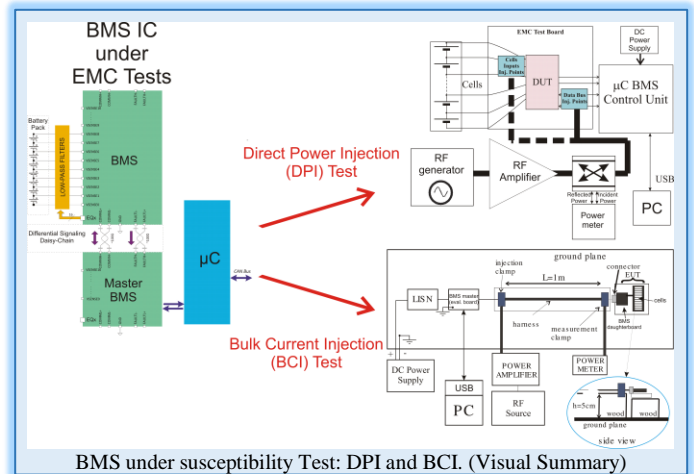 BMS IC
under
EMC Tests
Battery
Pack
LOW-PASS FILTERS
BMS
EQx
Differential Signaling
Daisy-Chain
Master
BMS
EQx
µC
CAN-Bus
Direct Power Injection
(DPI) Test
Bulk Current Injection
(BCI) Test
EMC Test Board
Cells
Inputs
Inj. Points
DUT
Data Bus
Inj. Points
Cells
DC
Power
Supply
µC BMS
Control Unit
USB
PC
RF
generator
RF
Amplifier
Reflected
Power
Incident
Power
Power
meter
ground plane
injection
clamp
L=1m
connector
EUT
LISN
BMS master
(eval. board)
harness
measurement
clamp
BMS
daughterboard
cells
+
-
DC Power
Supply
USB
PC
POWER
AMPLIFIER
RF
Source
POWER
METER
h=5cm
wood
wood
ground plane
side view
BMS under susceptibility Test: DPI and BCI. (Visual Summary)